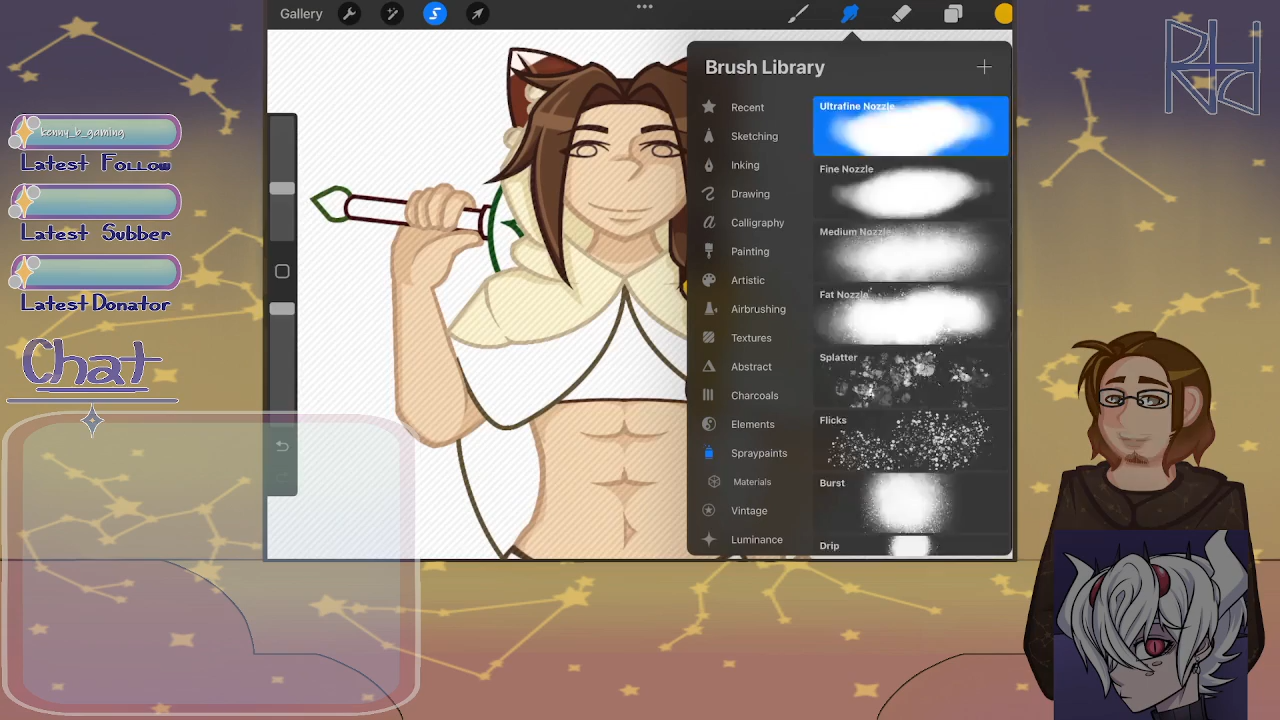 Gallery
Brush Library
Recent
Sketching
Inking
Drawing
Calligraphy
Painting
Artistic
Airbrushing
Textures
Abstract
Charcoals
Elements
Spraypaints
Materials
Vintage
Luminance
Ultrafine Nozzle
Fine Nozzle
Medium Nozzle
Fat Nozzle
Splatter
Flicks
Burst
Drip
kenny_b_gaming
Latest Follow
Latest Subber
Latest Donator
Chat